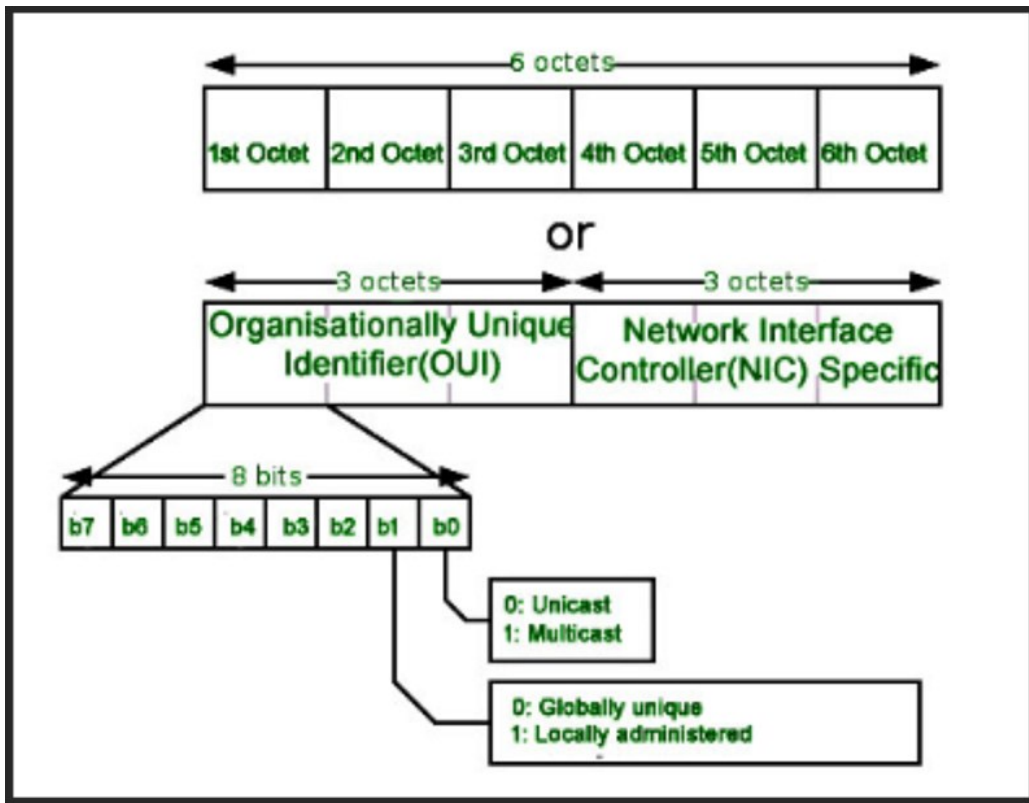 6 octets
1st Octet 2nd Octet 3rd Octet 4th Octet 5th Octet 6th Octet
or
3 octets 3 octets
Organisationally Unique
Identifier(OUI)
Network Interface
Controller(NIC) Specific
8 bits
b7 b6 b5 b4 b3 b2 b1 b0
0: Unicast
1: Multicast
0: Globally unique
1: Locally administered